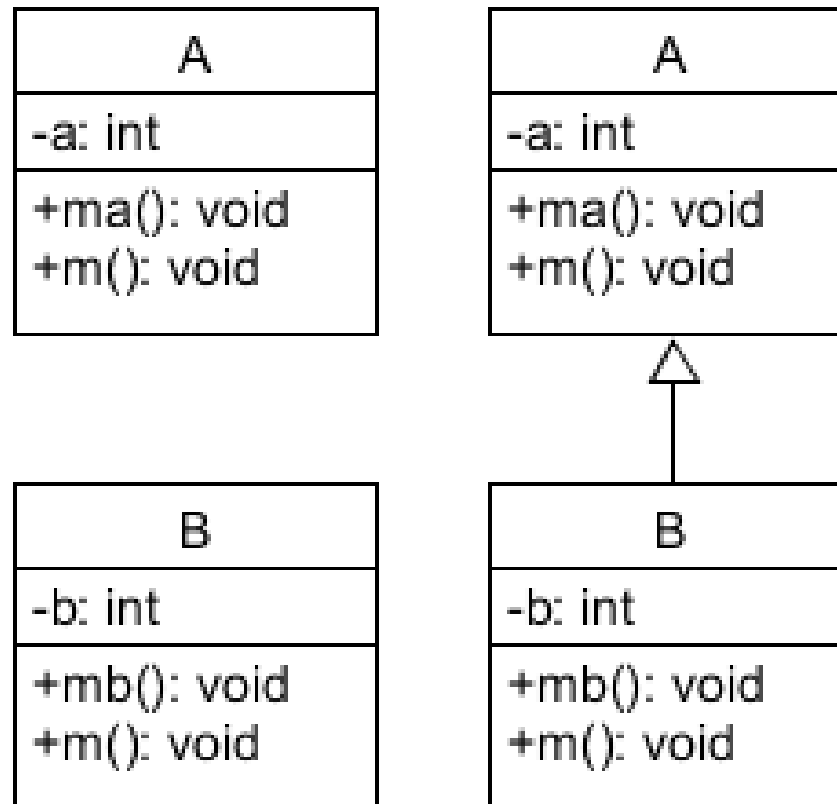 A
-a: int
+ma(): void
+m(): void
A
-a: int
+ma(): void
+m(): void
B
-b: int
+mb(): void
+m(): void
B
-b: int
+mb(): void
+m(): void